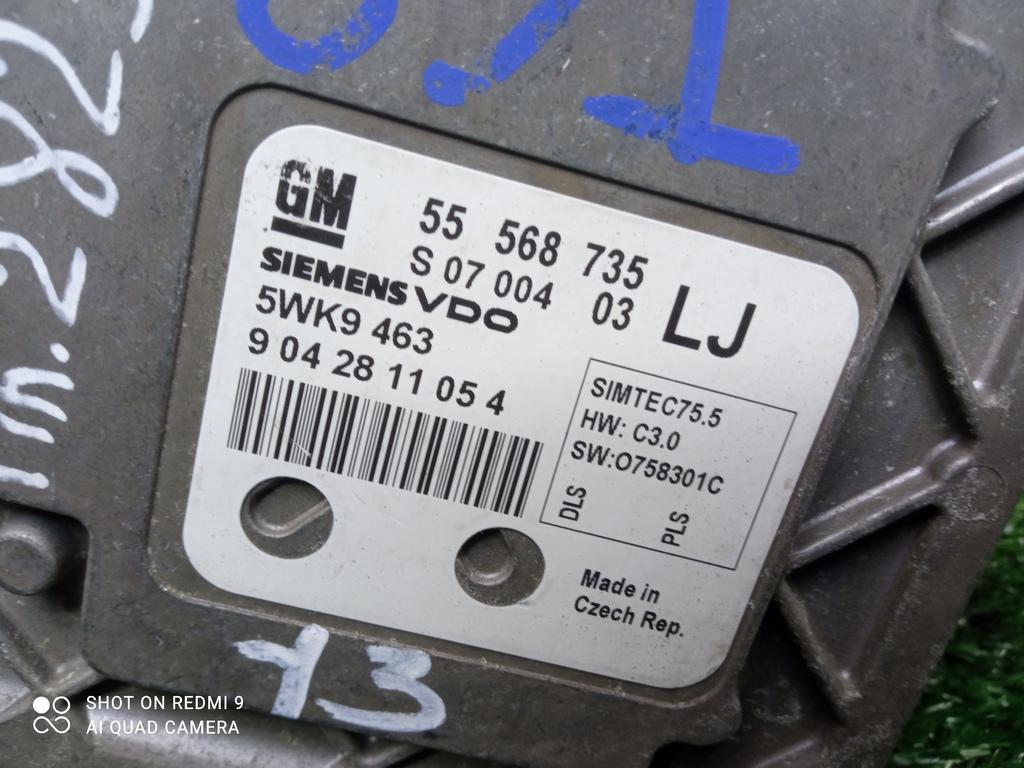 GM
55 568 735
S 07 004 03
LJ
SIEMENS VDO
5WK9 463
9 04 28 11 05 4
SIMTEC75.5
HW: C3.0
SW:O758301C
DLS
PLS
Made in
Czech Rep.
13
SHOT ON REDMI 9
AI QUAD CAMERA